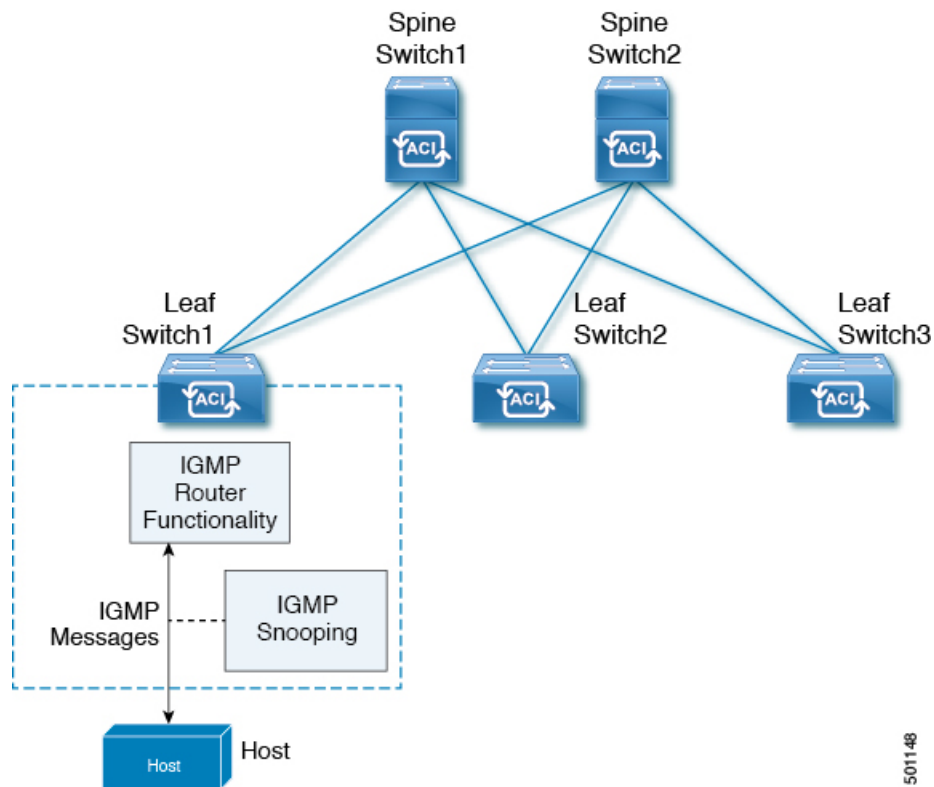 Spine
Switch1
Spine
Switch2
ACI
ACI
Leaf
Switch1
Leaf
Switch2
Leaf
Switch3
ACI
ACI
ACI
IGMP
Router
Functionality
IGMP
Messages
IGMP
Snooping
Host
Host
501148